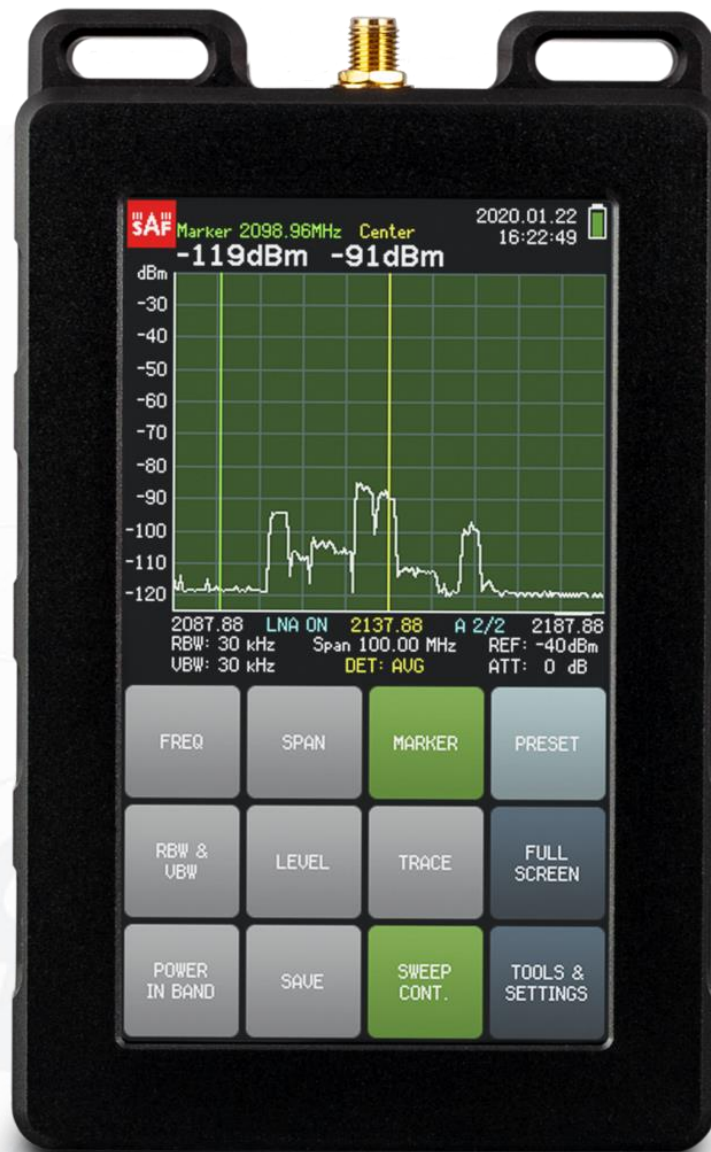 SAF
2020.01.22
Marker 2098.96MHz Center
16:22:49
-119dBm -91dBm
dBm
-30
-40
-50
-60
-70
-80
-90
-100
-110
-120
2087.88 LNA ON 2137.88 A 2/2 2187.88
RBW: 30 kHz Span 100.00 MHz REF: -40dBm
VBW: 30 kHz DET: AVG ATT: 0 dB
FREQ SPAN MARKER PRESET
RBW &
VBW
LEVEL
TRACE
FULL
SCREEN
POWER
IN BAND
SAVE
SWEEP
CONT.
TOOLS &
SETTINGS